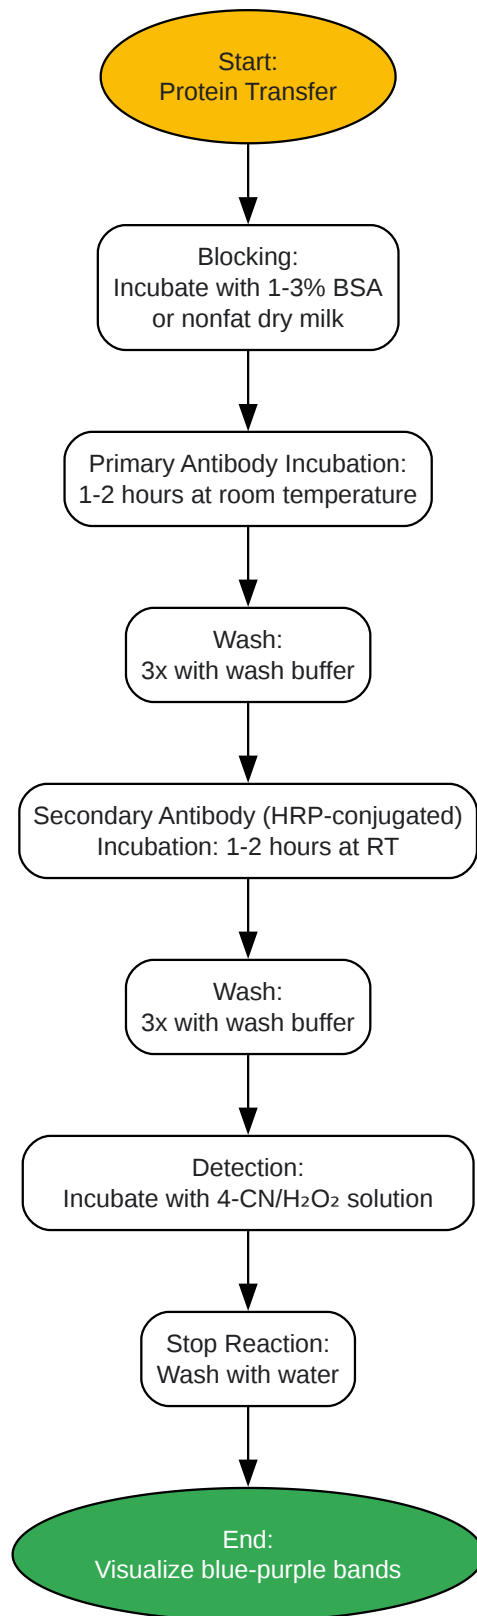 Start:
Protein Transfer
Blocking:
Incubate with 1-3% BSA
or nonfat dry milk
Primary Antibody Incubation:
1-2 hours at room temperature
Wash:
3x with wash buffer
Secondary Antibody (HRP-conjugated)
Incubation: 1-2 hours at RT
Wash:
3x with wash buffer
Detection:
Incubate with 4-CN/H₂O₂ solution
Stop Reaction:
Wash with water
End:
Visualize blue-purple bands